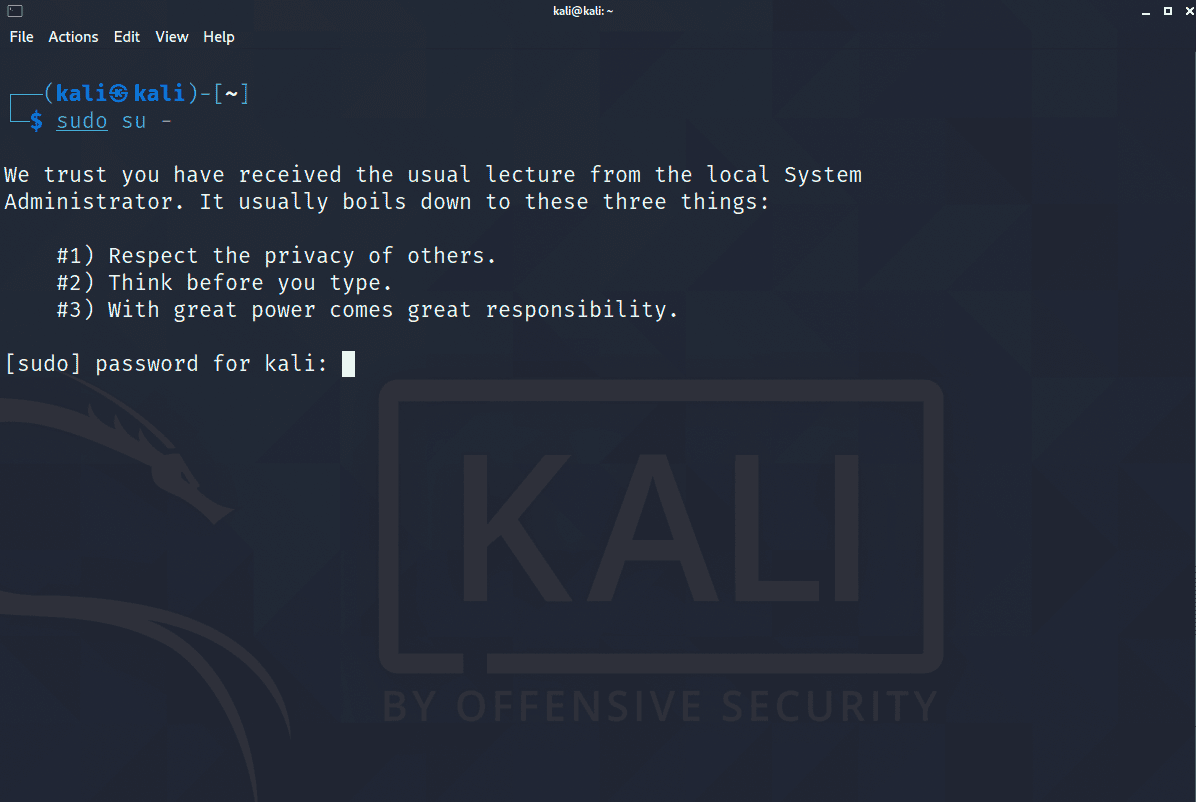 kali@kali: ~
File Actions Edit View Help
(kali㉿kali)-[~]
$ sudo su -
We trust you have received the usual lecture from the local System
Administrator. It usually boils down to these three things:
#1) Respect the privacy of others.
#2) Think before you type.
#3) With great power comes great responsibility.
[sudo] password for kali:
KALI
BY OFFENSIVE SECURITY